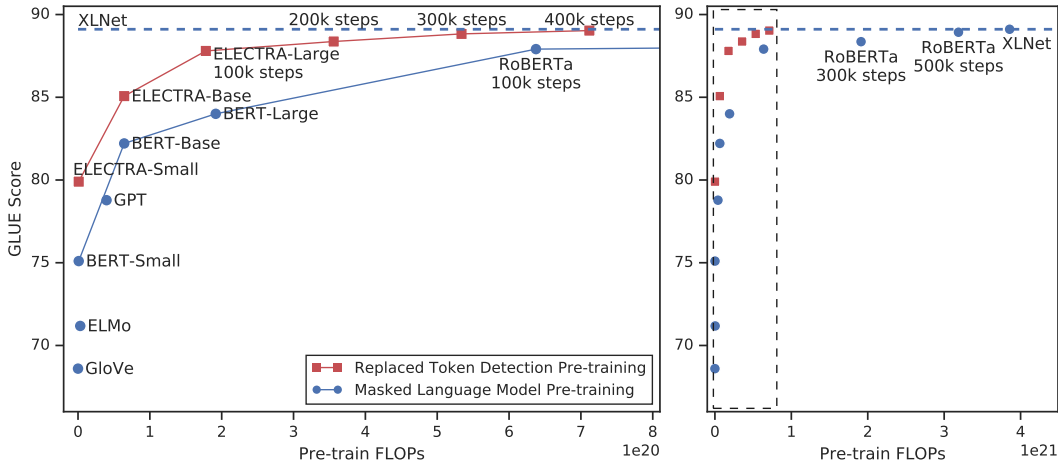 XLNet
200k steps
300k steps
400k steps
ELECTRA-Large
100k steps
RoBERTa
100k steps
ELECTRA-Base
BERT-Large
BERT-Base
ELECTRA-Small
GPT
BERT-Small
ELMo
GloVe
Replaced Token Detection Pre-training
Masked Language Model Pre-training
90
85
80
75
70
GLUE Score
0 1 2 3 4 5 6 7 8
1e20
Pre-train FLOPs
RoBERTa
300k steps
RoBERTa
500k steps
XLNet
90
85
80
75
70
0 1 2 3 4
1e21
Pre-train FLOPs